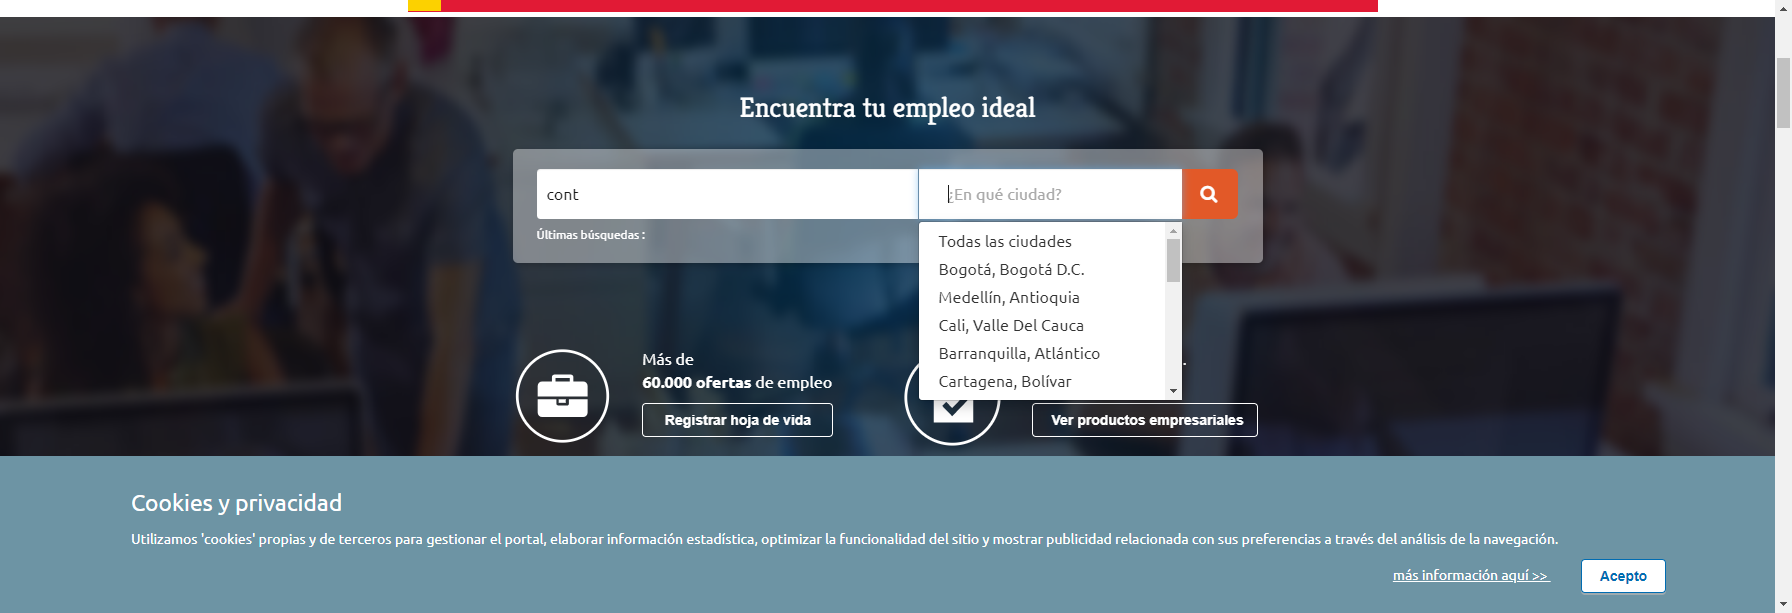 Encuentra tu empleo ideal
cont
¿En qué ciudad?
Últimas búsquedas :
Todas las ciudades
Bogotá, Bogotá D.C.
Medellín, Antioquia
Cali, Valle Del Cauca
Barranquilla, Atlántico
Cartagena, Bolívar
Más de
60.000 ofertas de empleo
Registrar hoja de vida
Ver productos empresariales
Cookies y privacidad
Utilizamos 'cookies' propias y de terceros para gestionar el portal, elaborar información estadística, optimizar la funcionalidad del sitio y mostrar publicidad relacionada con sus preferencias a través del análisis de la navegación.
más información aquí >>
Acepto